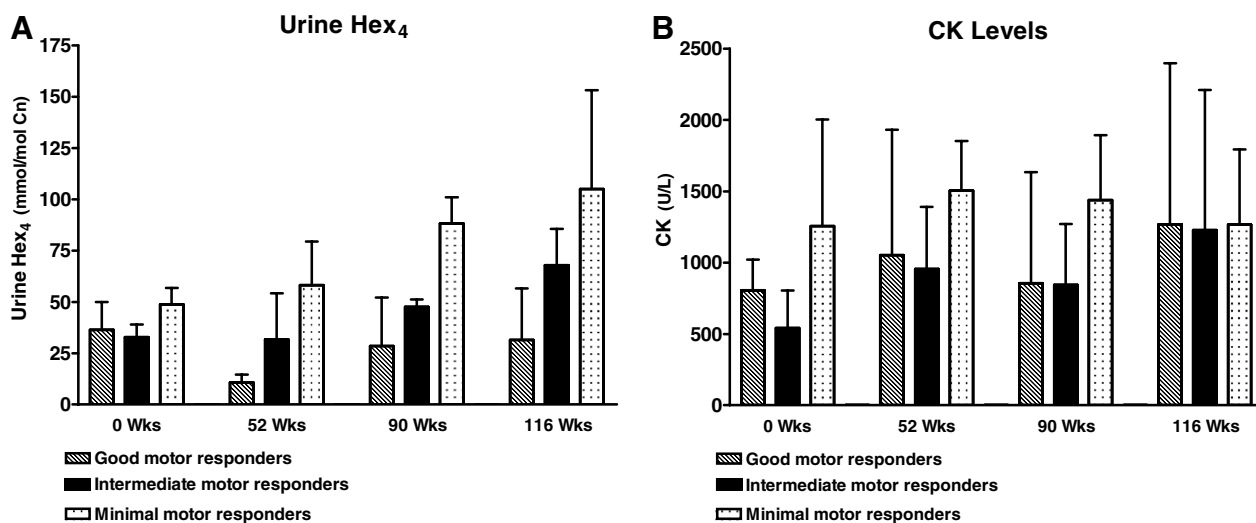 A
Urine Hex4
Urine Hex4 (mmol/mol Cn)
175
150
125
100
75
50
25
0
0 Wks
52 Wks
90 Wks
116 Wks
Good motor responders
Intermediate motor responders
Minimal motor responders
B
CK Levels
CK (U/L)
2500
2000
1500
1000
500
0
0 Wks
52 Wks
90 Wks
116 Wks
Good motor responders
Intermediate motor responders
Minimal motor responders